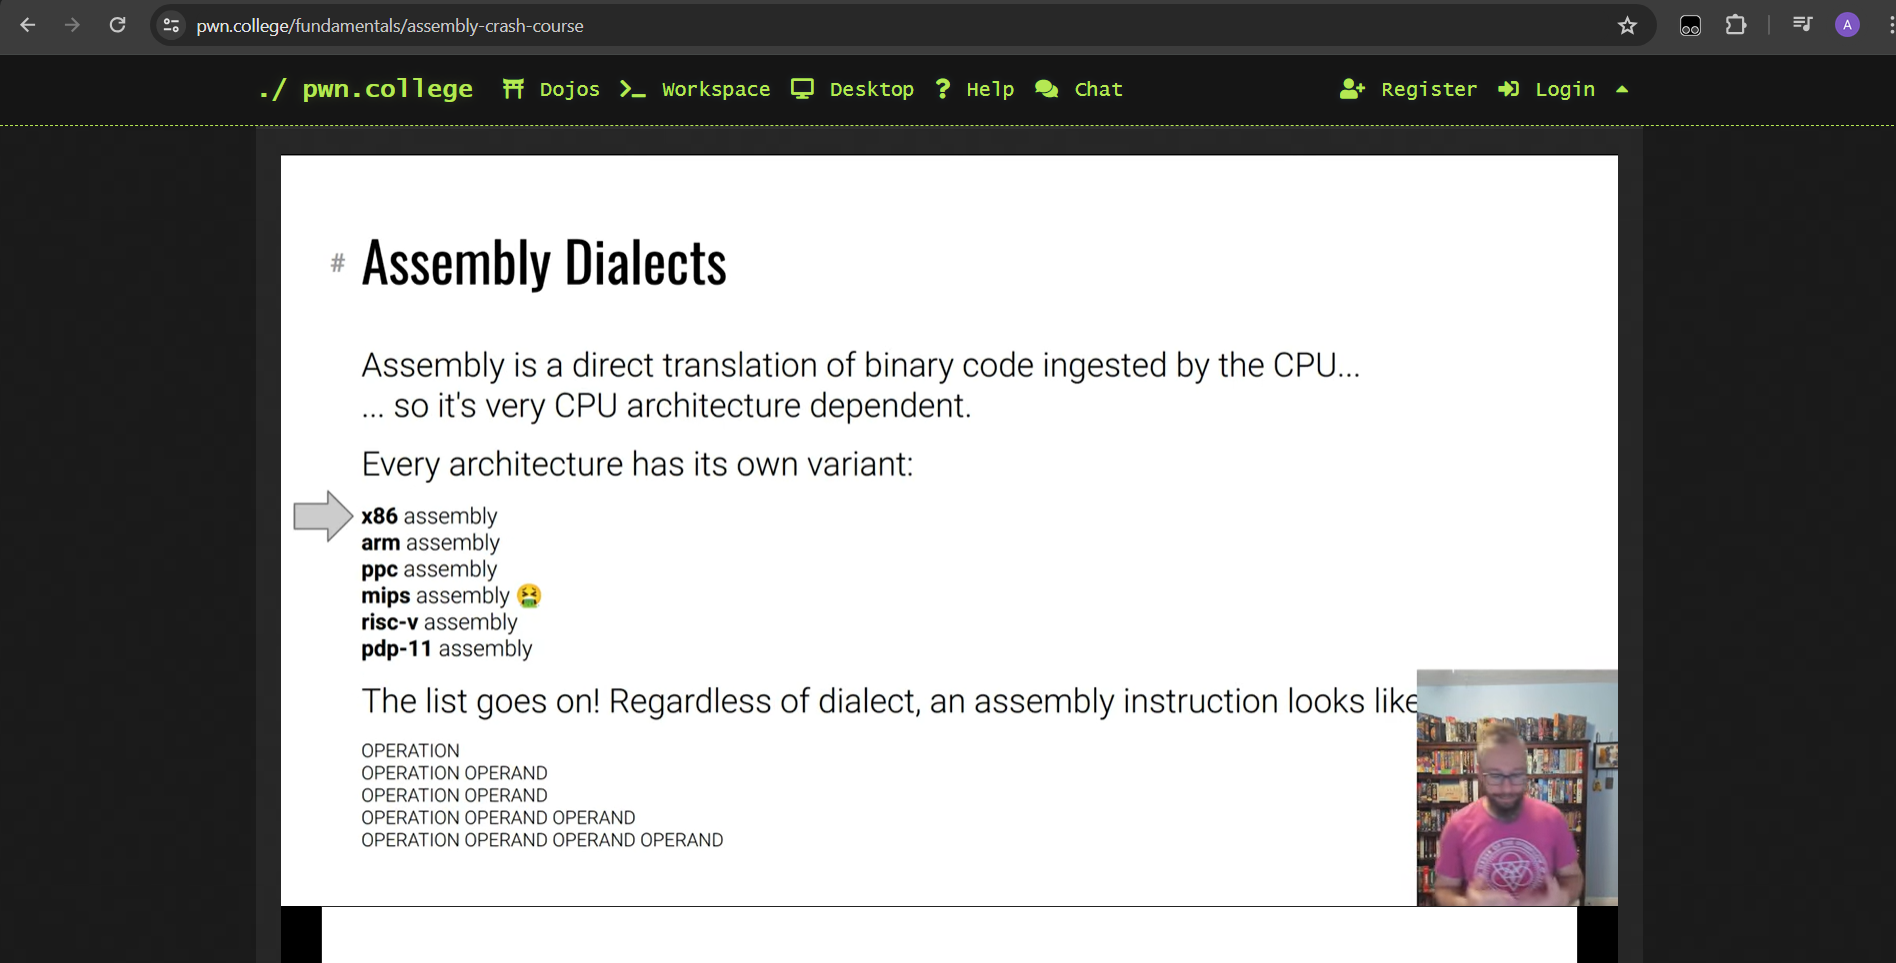 pwn.college/fundamentals/assembly-crash-course
A
./ pwn.college Dojos Workspace Desktop ? Help Chat Register Login
# Assembly Dialects
Assembly is a direct translation of binary code ingested by the CPU...
... so it's very CPU architecture dependent.
Every architecture has its own variant:
x86 assembly
arm assembly
ppc assembly
mips assembly 🤮
risc-v assembly
pdp-11 assembly
The list goes on! Regardless of dialect, an assembly instruction looks like
OPERATION
OPERATION OPERAND
OPERATION OPERAND
OPERATION OPERAND OPERAND
OPERATION OPERAND OPERAND OPERAND